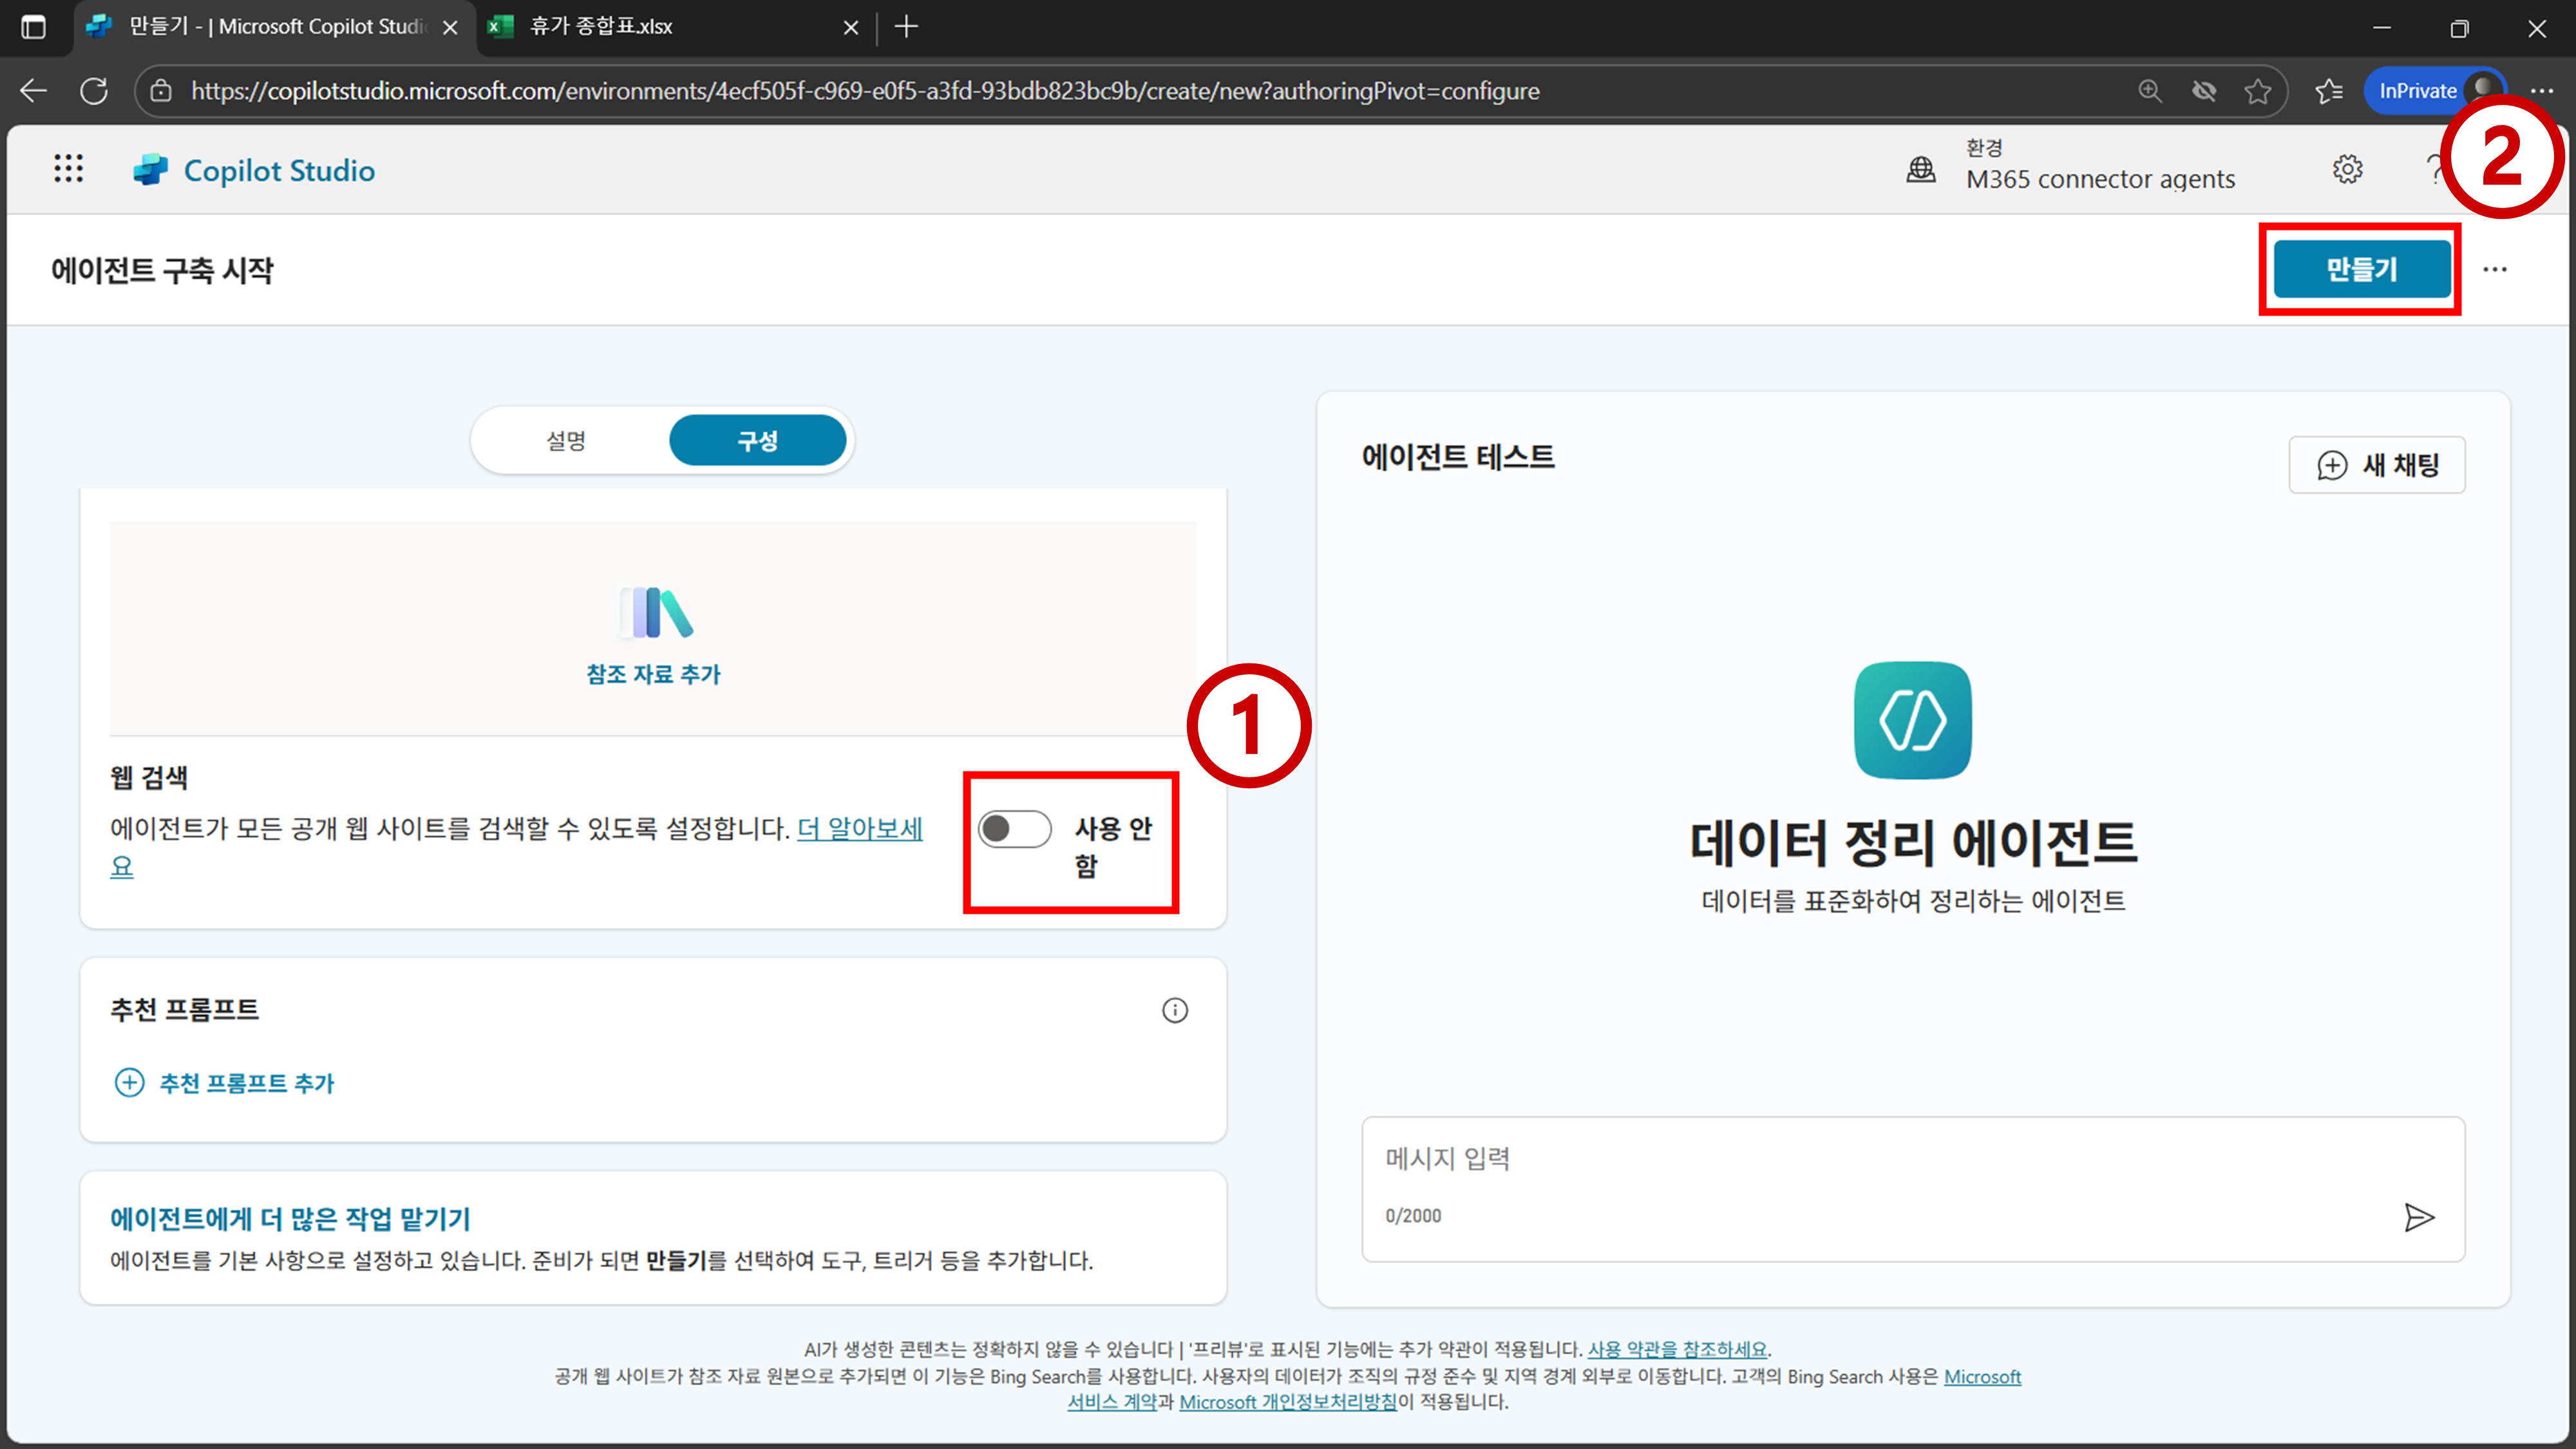 만들기 - | Microsoft Copilot Studi
휴가 종합표.xlsx
https://copilotstudio.microsoft.com/environments/4ecf505f-c969-e0f5-a3fd-93bdb823bc9b/create/new?authoringPivot=configure
InPrivate
Copilot Studio
환경
M365 connector agents
?
2
에이전트 구축 시작
만들기
설명
구성
참조 자료 추가
1
웹 검색
에이전트가 모든 공개 웹 사이트를 검색할 수 있도록 설정합니다. 더 알아보세
요
사용 안
함
추천 프롬프트
추천 프롬프트 추가
에이전트에게 더 많은 작업 맡기기
에이전트를 기본 사항으로 설정하고 있습니다. 준비가 되면 만들기를 선택하여 도구, 트리거 등을 추가합니다.
에이전트 테스트
새 채팅
데이터 정리 에이전트
데이터를 표준화하여 정리하는 에이전트
메시지 입력
0/2000
AI가 생성한 콘텐츠는 정확하지 않을 수 있습니다 | '프리뷰'로 표시된 기능에는 추가 약관이 적용됩니다. 사용 약관을 참조하세요.
공개 웹 사이트가 참조 자료 원본으로 추가되면 이 기능은 Bing Search를 사용합니다. 사용자의 데이터가 조직의 규정 준수 및 지역 경계 외부로 이동합니다. 고객의 Bing Search 사용은 Microsoft
서비스 계약과 Microsoft 개인정보처리방침이 적용됩니다.